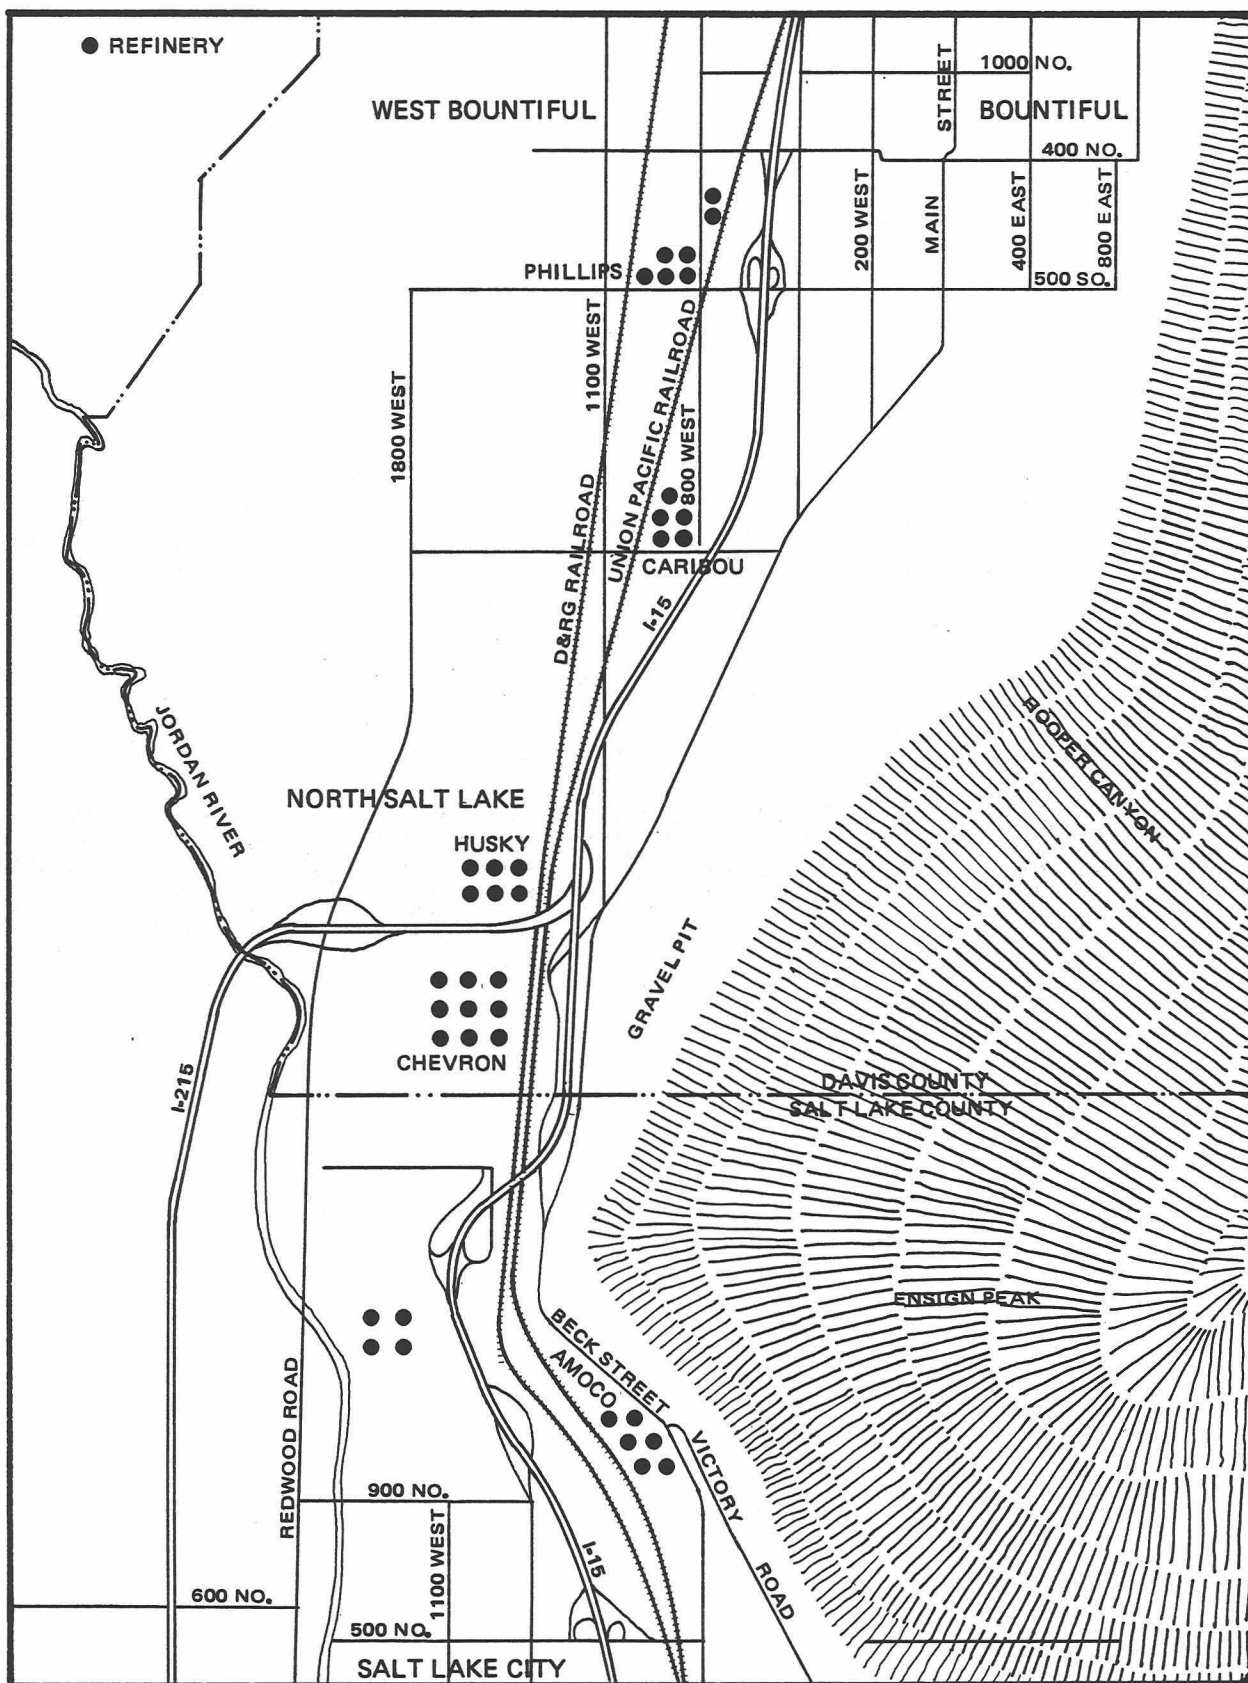 REFINERY
1000 NO.
WEST BOUNTIFUL
STREET
BOUNTIFUL
400 NO.
200 WEST
MAIN
400 EAST
800 EAST
PHILLIPS
500 SO.
1100 WEST
UNION PACIFIC RAILROAD
1800 WEST
800 WEST
D&RG RAILROAD
CARIBOU
I-15
HOOPER CANYON
JORDAN RIVER
NORTH SALT LAKE
HUSKY
GRAVEL PIT
CHEVRON
I-215
DAVIS COUNTY
SALT LAKE COUNTY
ENSIGN PEAK
BECK STREET
AMOCO
REDWOOD ROAD
VICTORY ROAD
900 NO.
1100 WEST
I-15
600 NO.
500 NO.
SALT LAKE CITY